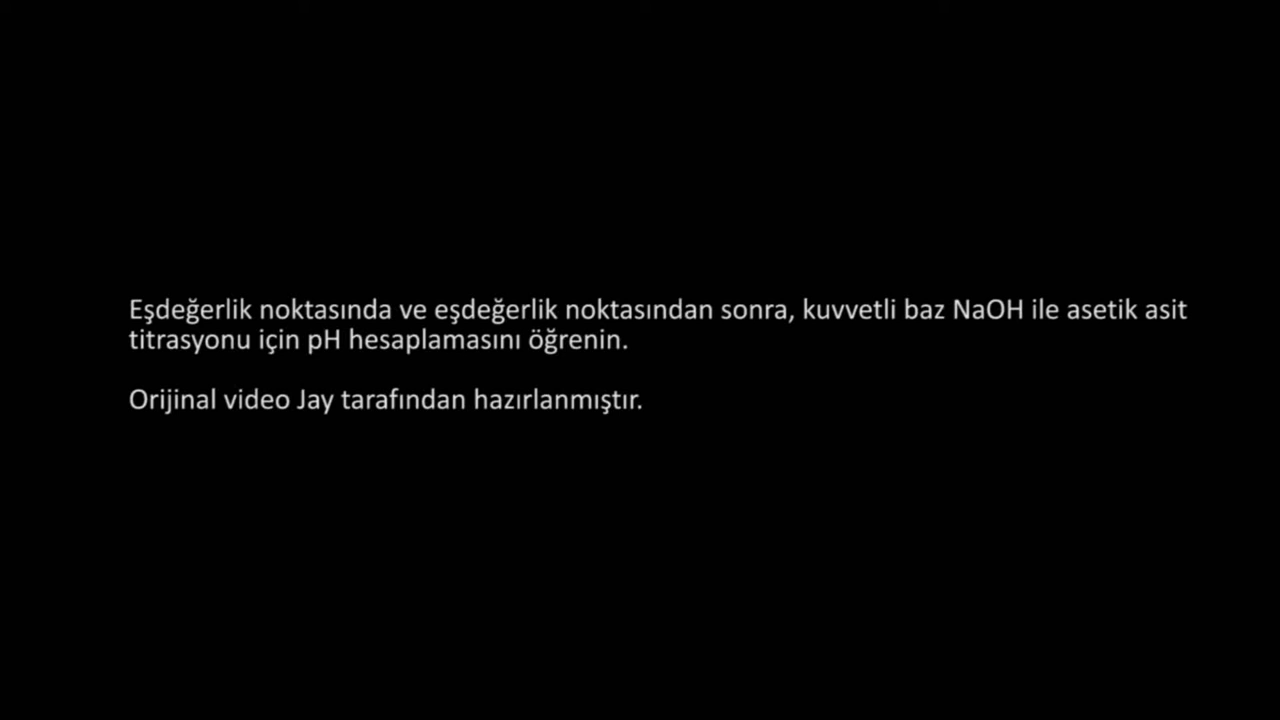 Eşdeğerlik noktasında ve eşdeğerlik noktasından sonra, kuvvetli baz NaOH ile asetik asit
titrasyonu için pH hesaplamasını öğrenin.
Orijinal video Jay tarafından hazırlanmıştır.